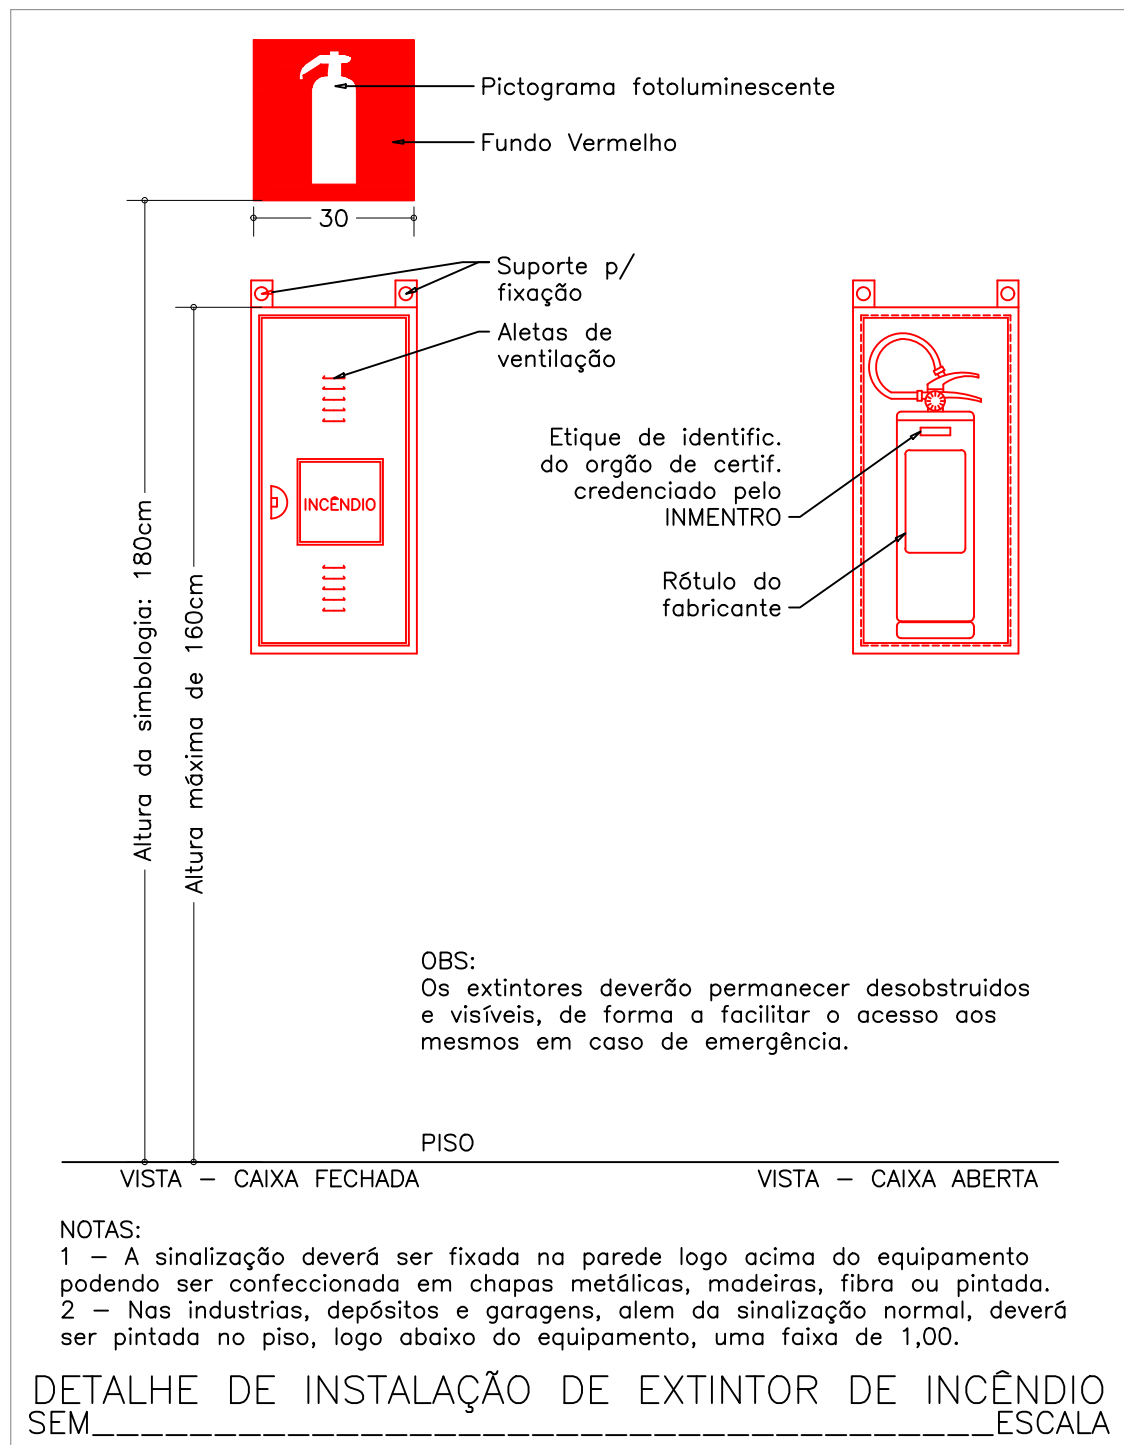 Pictograma fotoluminescente
Fundo Vermelho
30
Suporte p/
fixação
Aletas de
ventilação
Etique de identific.
do orgão de certif.
credenciado pelo
INMENTRO
INCÊNDIO
Rótulo do
fabricante
Altura da simbologia: 180cm
Altura máxima de 160cm
OBS:
Os extintores deverão permanecer desobstruidos
e visíveis, de forma a facilitar o acesso aos
mesmos em caso de emergência.
PISO
VISTA – CAIXA FECHADA
VISTA – CAIXA ABERTA
NOTAS:
1 – A sinalização deverá ser fixada na parede logo acima do equipamento
podendo ser confeccionada em chapas metálicas, madeiras, fibra ou pintada.
2 – Nas industrias, depósitos e garagens, alem da sinalização normal, deverá
ser pintada no piso, logo abaixo do equipamento, uma faixa de 1,00.
DETALHE DE INSTALAÇÃO DE EXTINTOR DE INCÊNDIO
SEM______________________________________ESCALA